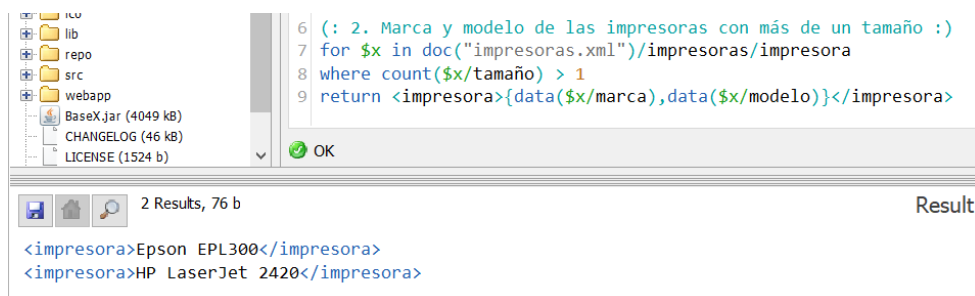 lib
repo
src
webapp
BaseX.jar (4049 kB)
CHANGELOG (46 kB)
LICENSE (1524 b)
6 (: 2. Marca y modelo de las impresoras con más de un tamaño :)
7 for $x in doc("impresoras.xml")/impresoras/impresora
8 where count($x/tamaño) > 1
9 return <impresora>{data($x/marca),data($x/modelo)}</impresora>
OK
2 Results, 76 b
Result
<impresora>Epson EPL300</impresora>
<impresora>HP LaserJet 2420</impresora>